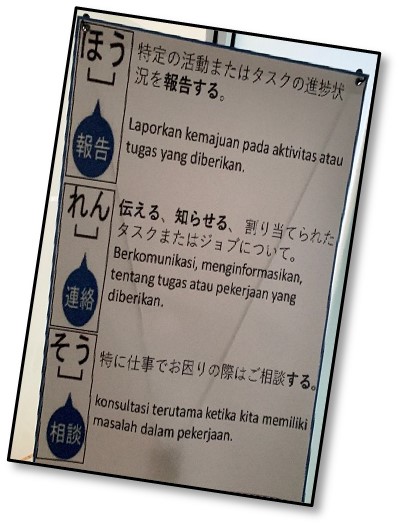 ほう
報告
特定の活動またはタスクの進捗状
況を報告する。
Laporkan kemajuan pada aktivitas atau
tugas yang diberikan.
れん
連絡
伝える、知らせる、割り当てられた
タスクまたはジョブについて。
Berkomunikasi, menginformasikan,
tentang tugas atau pekerjaan yang
diberikan.
そう
相談
特に仕事でお困りの際はご相談する。
konsultasi terutama ketika kita memiliki
masalah dalam pekerjaan.